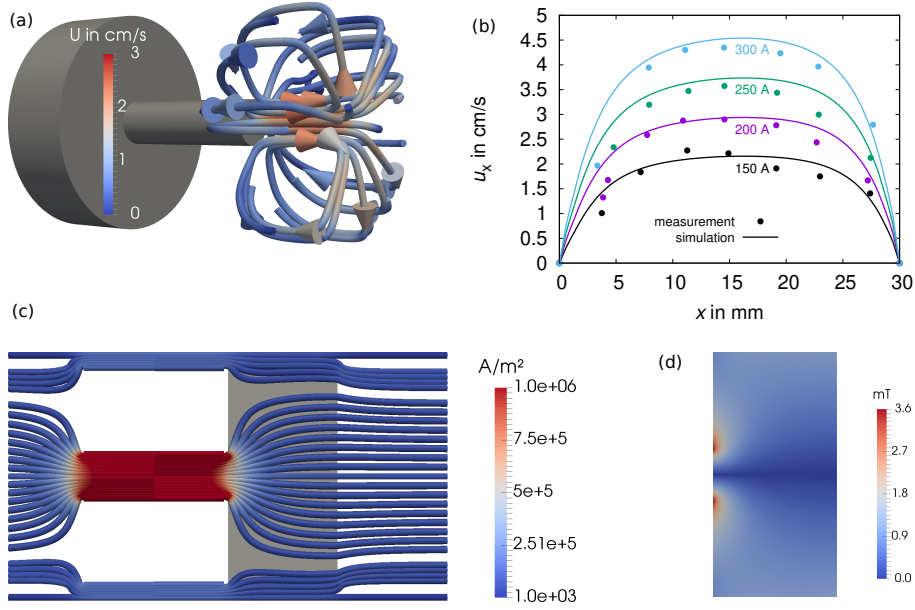 (a)
U in cm/s
3
2
1
0
(b)
5
4.5
4
3.5
3
2.5
2
1.5
1
0.5
0
u_x in cm/s
300 A
250 A
200 A
150 A
measurement
simulation
0 5 10 15 20 25 30
x in mm
(c)
A/m²
1.0e+06
7.5e+5
5e+5
2.51e+5
1.0e+03
(d)
mT
3.6
2.7
1.8
0.9
0.0